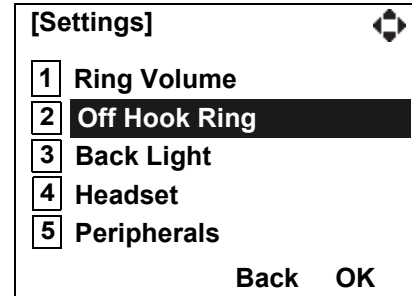 [Settings]
1 Ring Volume
2 Off Hook Ring
3 Back Light
4 Headset
5 Peripherals
Back OK